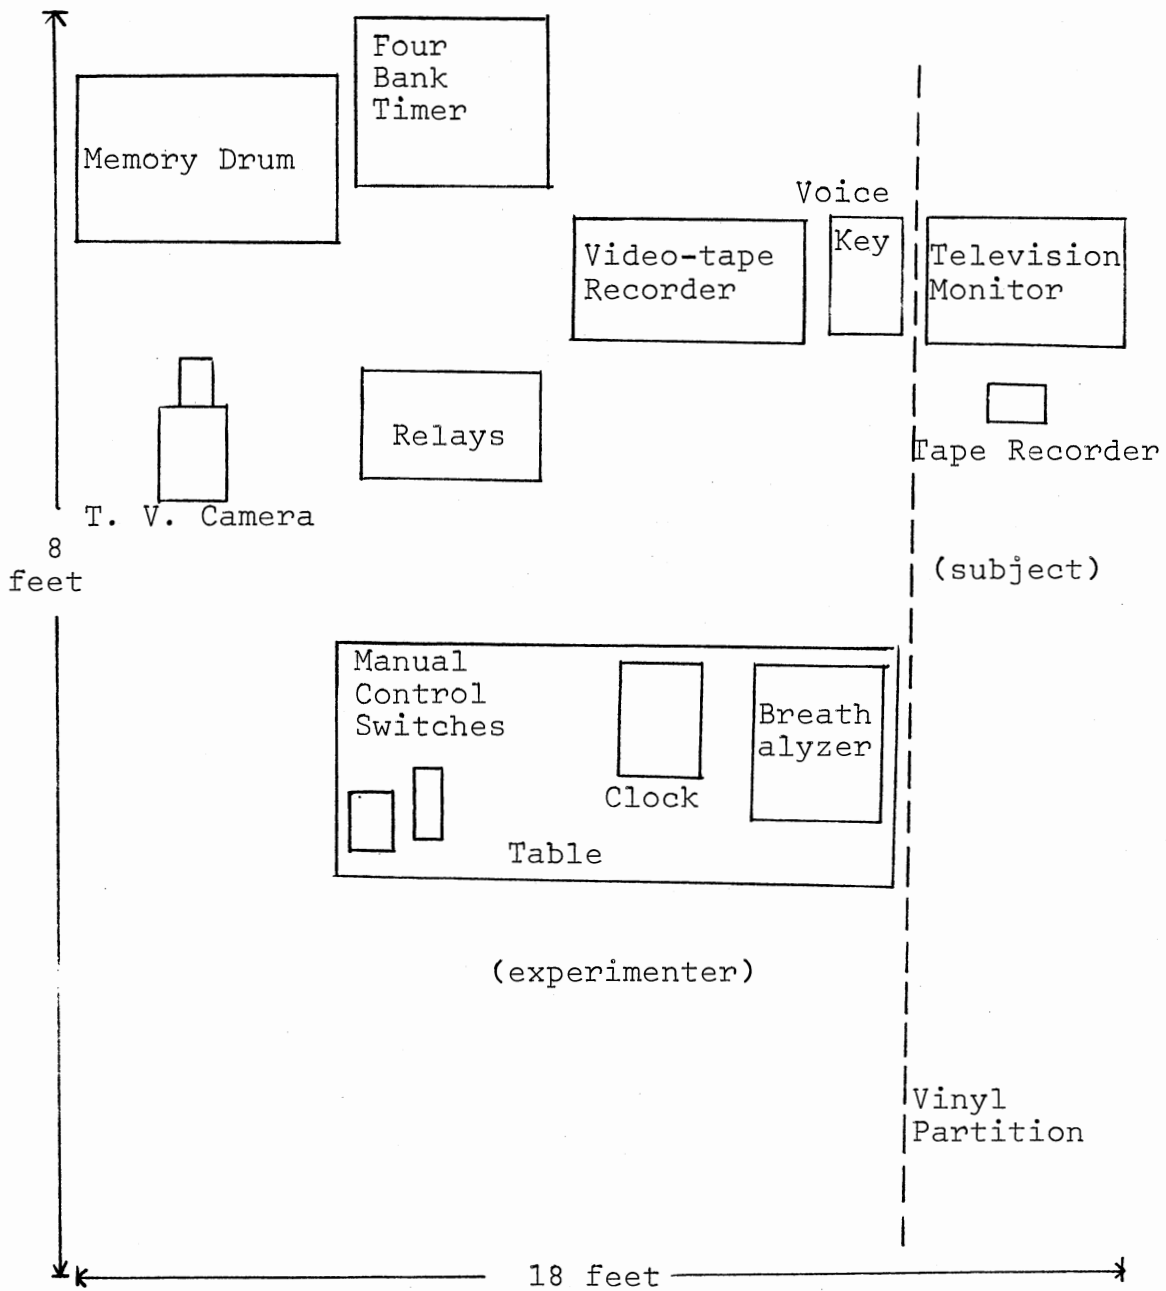 Four
Bank
Timer
Memory Drum
Voice
Key
Video-tape
Recorder
Television
Monitor
Relays
Tape Recorder
T. V. Camera
8
feet
(subject)
Manual
Control
Switches
Breath
alyzer
Clock
Table
(experimenter)
Vinyl
Partition
18 feet